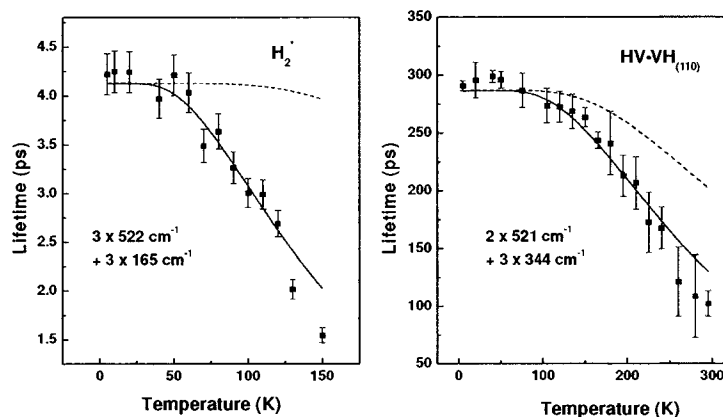 H2*
4.5
4.0
3.5
3.0
2.5
2.0
1.5
Lifetime (ps)
3 x 522 cm-1
+ 3 x 165 cm-1
0 50 100 150
Temperature (K)
HV·VH(110)
350
300
250
200
150
100
50
Lifetime (ps)
2 x 521 cm-1
+ 3 x 344 cm-1
0 100 200 300
Temperature (K)